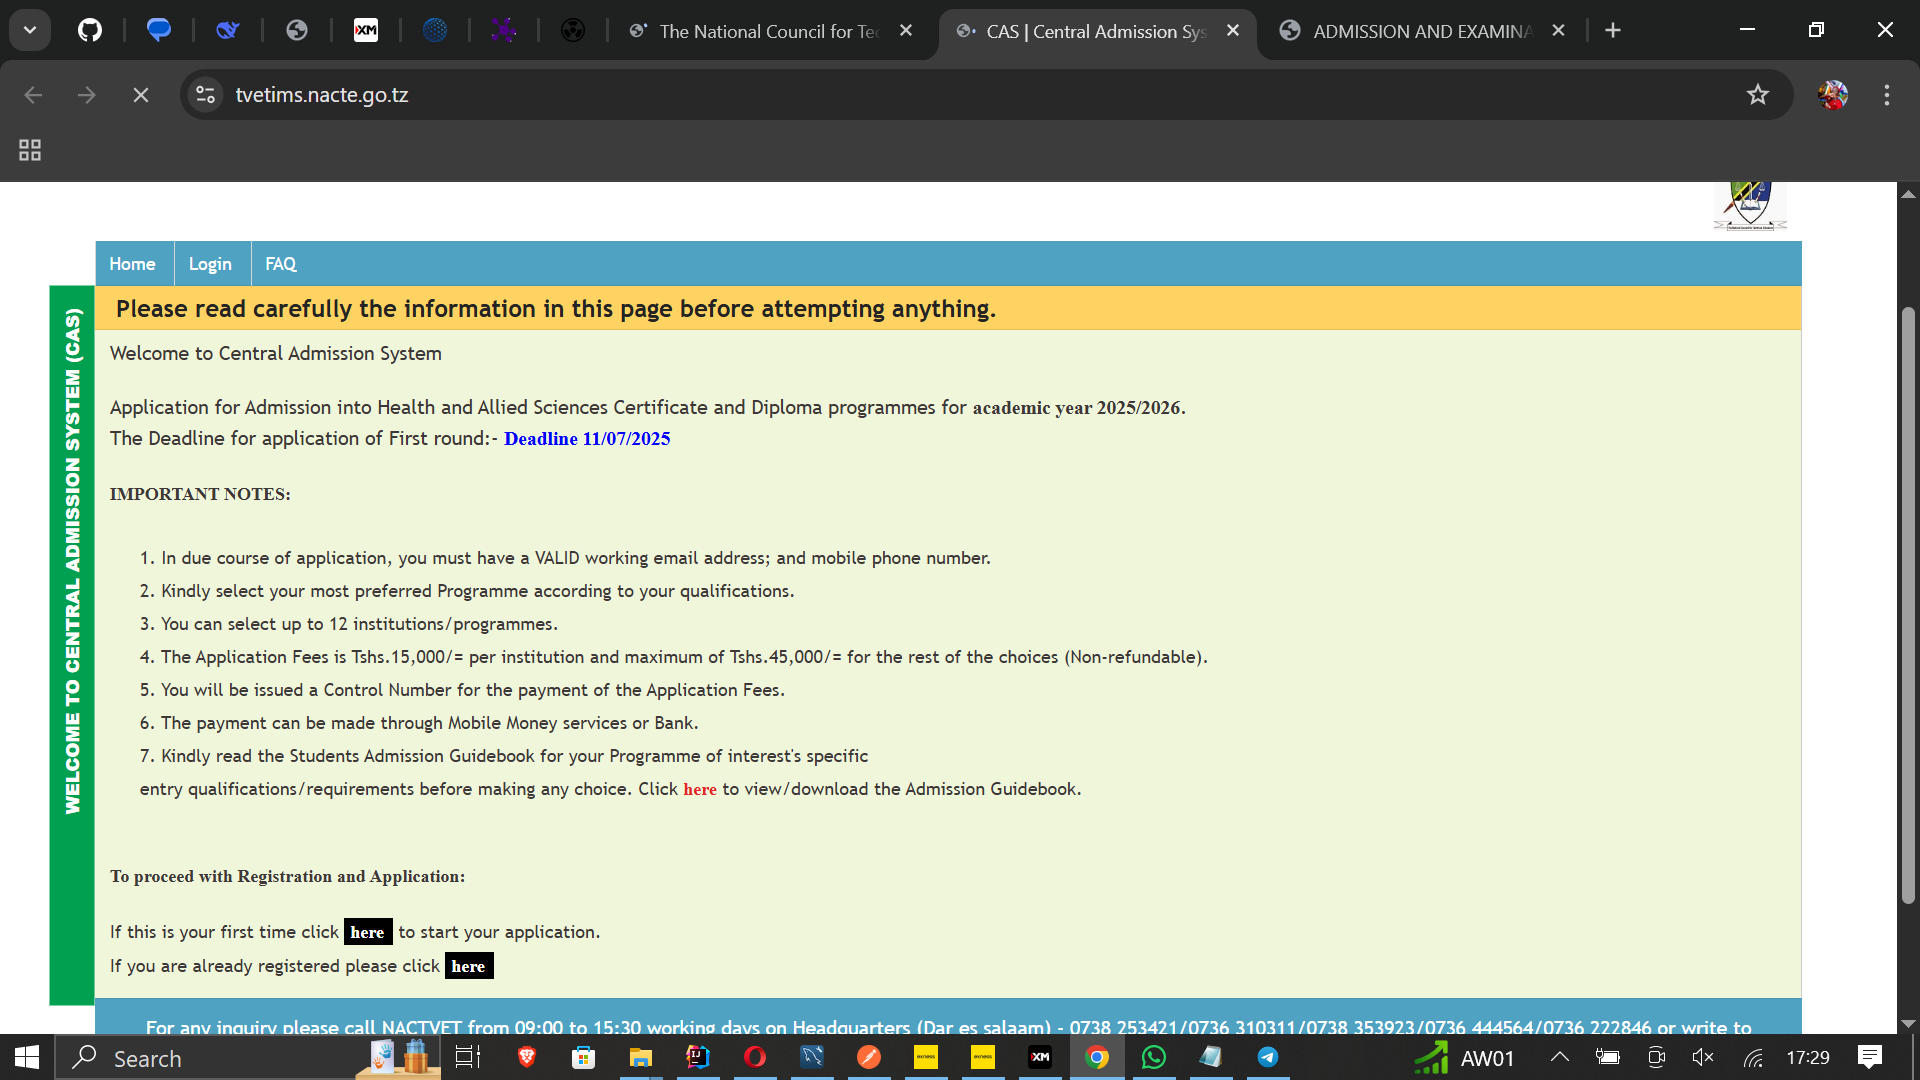 The National Council for Tec
CAS | Central Admission Sys
ADMISSION AND EXAMINA
tvetims.nacte.go.tz
Home
Login
FAQ
WELCOME TO CENTRAL ADMISSION SYSTEM (CAS)
Please read carefully the information in this page before attempting anything.
Welcome to Central Admission System
Application for Admission into Health and Allied Sciences Certificate and Diploma programmes for academic year 2025/2026.
The Deadline for application of First round:- Deadline 11/07/2025
IMPORTANT NOTES:
1. In due course of application, you must have a VALID working email address; and mobile phone number.
2. Kindly select your most preferred Programme according to your qualifications.
3. You can select up to 12 institutions/programmes.
4. The Application Fees is Tshs.15,000/= per institution and maximum of Tshs.45,000/= for the rest of the choices (Non-refundable).
5. You will be issued a Control Number for the payment of the Application Fees.
6. The payment can be made through Mobile Money services or Bank.
7. Kindly read the Students Admission Guidebook for your Programme of interest's specific
entry qualifications/requirements before making any choice. Click here to view/download the Admission Guidebook.
To proceed with Registration and Application:
If this is your first time click here to start your application.
If you are already registered please click here
For any inquiry please call NACTVET from 09:00 to 15:30 working days on Headquarters (Dar es salaam) - 0738 253421/0736 310311/0738 353923/0736 444564/0736 222846 or write to
Search
AW01
17:29